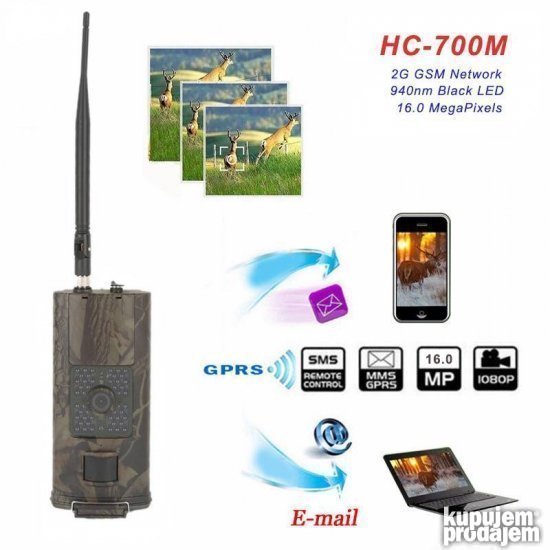 HC-700M
2G GSM Network
940nm Black LED
16.0 MegaPixels
GPRS
SMS
REMOTE
CONTROL
MMS
GPRS
16.0
MP
1080P
@
E-mail
kupujem
prodajem